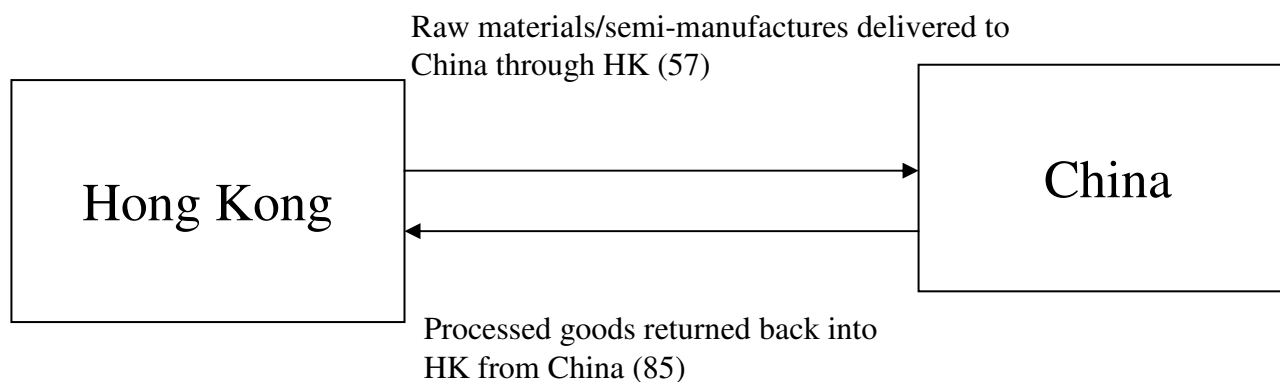 Raw materials/semi-manufactures delivered to
China through HK (57)
Hong Kong
China
Processed goods returned back into
HK from China (85)